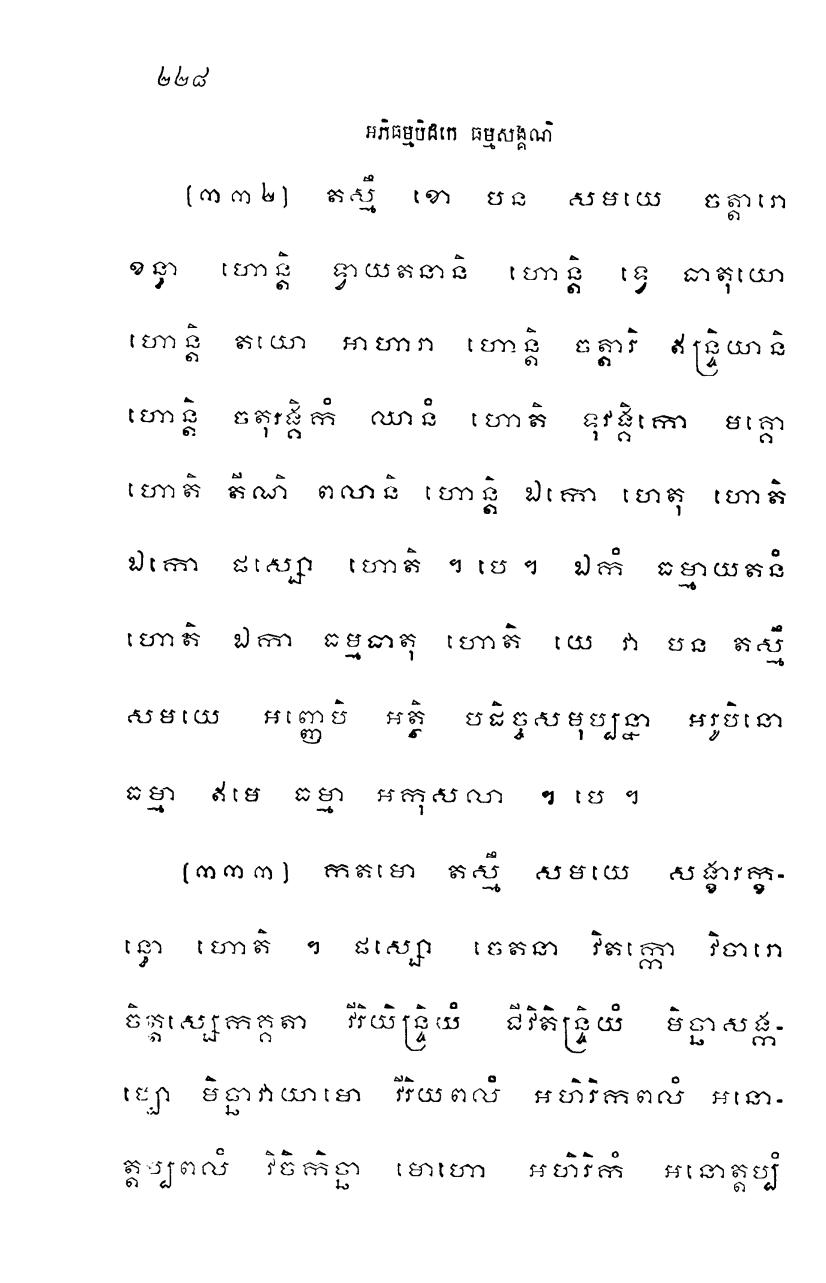 ២២៨
អភិធម្មបិដកេ ធម្មសង្គណិ
(៣៣២) តស្មឹ ខោ បន សមយេ ចត្តារោ
ខន្ធា ហោន្តិ ទ្វាយតនានិ ហោន្តិ ទ្វេ ធាតុយោ
ហោន្តិ តយោ អាហារា ហោន្តិ ចត្តារិ ឥន្ទ្រិយានិ
ហោន្តិ ចតុរង្គិកំ ឈានំ ហោតិ ទុវង្គិកោ មគ្គោ
ហោតិ តីណិ ពលានិ ហោន្តិ ឯកោ ហេតុ ហោតិ
ឯកោ ផស្សោ ហោតិ ។ បេ ។ ឯកំ ធម្មាយតនំ
ហោតិ ឯកា ធម្មធាតុ ហោតិ យេ វា បន តស្មឹ
សមយេ អញ្ញេបិ អត្ថិ បដិច្ចសមុប្បន្នា អរូបិនោ
ធម្មា ឥមេ ធម្មា អកុសលា ។ បេ ។
(៣៣៣) កតមោ តស្មឹ សមយេ សង្ខារក្ខ-
ន្ធោ ហោតិ ។ ផស្សោ ចេតនា វិតក្កោ វិចារោ
ចិត្តស្សេកគ្គតា វីរិយិន្ទ្រិយំ ជីវិតិន្ទ្រិយំ មិច្ឆាសង្ក-
ប្បោ មិច្ឆាវាយាមោ វីរិយពលំ អហិរិកពលំ អនោ-
ត្តប្បពលំ វិចិកិច្ឆា មោហោ អហិរិកំ អនោត្តប្បំ